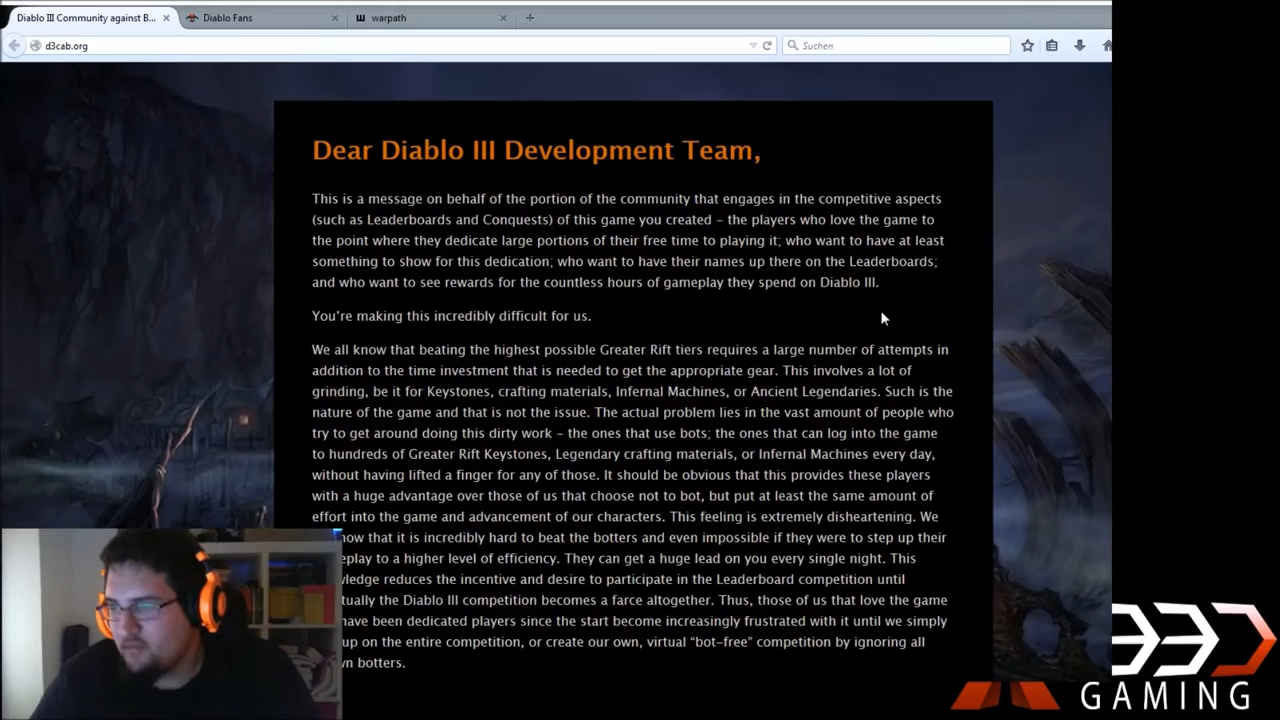 Diablo III Community against B...
Diablo Fans
warpath
d3cab.org
Suchen
Dear Diablo III Development Team,
This is a message on behalf of the portion of the community that engages in the competitive aspects
(such as Leaderboards and Conquests) of this game you created – the players who love the game to
the point where they dedicate large portions of their free time to playing it; who want to have at least
something to show for this dedication; who want to have their names up there on the Leaderboards;
and who want to see rewards for the countless hours of gameplay they spend on Diablo III.
You're making this incredibly difficult for us.
We all know that beating the highest possible Greater Rift tiers requires a large number of attempts in
addition to the time investment that is needed to get the appropriate gear. This involves a lot of
grinding, be it for Keystones, crafting materials, Infernal Machines, or Ancient Legendaries. Such is the
nature of the game and that is not the issue. The actual problem lies in the vast amount of people who
try to get around doing this dirty work – the ones that use bots; the ones that can log into the game
to hundreds of Greater Rift Keystones, Legendary crafting materials, or Infernal Machines every day,
without having lifted a finger for any of those. It should be obvious that this provides these players
with a huge advantage over those of us that choose not to bot, but put at least the same amount of
effort into the game and advancement of our characters. This feeling is extremely disheartening. We
now that it is incredibly hard to beat the botters and even impossible if they were to step up their
eplay to a higher level of efficiency. They can get a huge lead on you every single night. This
wledge reduces the incentive and desire to participate in the Leaderboard competition until
tually the Diablo III competition becomes a farce altogether. Thus, those of us that love the game
have been dedicated players since the start become increasingly frustrated with it until we simply
up on the entire competition, or create our own, virtual “bot-free” competition by ignoring all
wn botters.
GAMING